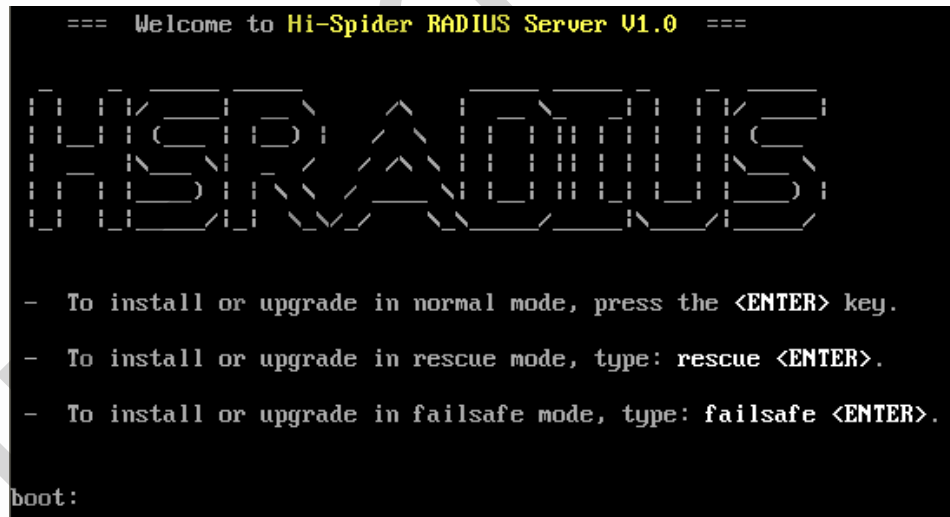 === Welcome to Hi-Spider RADIUS Server V1.0 ===
HSRADIUS
- To install or upgrade in normal mode, press the <ENTER> key.
- To install or upgrade in rescue mode, type: rescue <ENTER>.
- To install or upgrade in failsafe mode, type: failsafe <ENTER>.
boot: